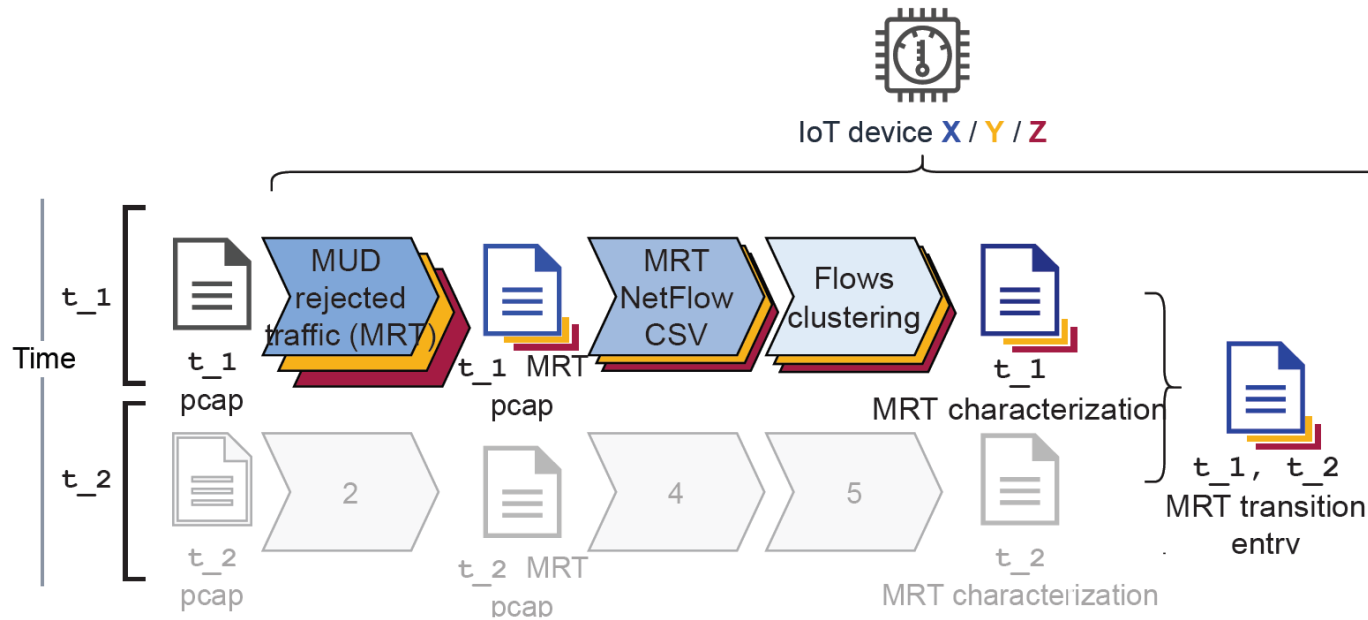 IoT device X / Y / Z
Time
t_1
t_1
pcap
MUD
rejected
traffic (MRT)
t_1 MRT
pcap
MRT
NetFlow
CSV
Flows
clustering
t_1
MRT characterization
t_2
t_2
pcap
2
t_2 MRT
pcap
4
5
t_2
MRT characterization
t_1, t_2
MRT transition
entry